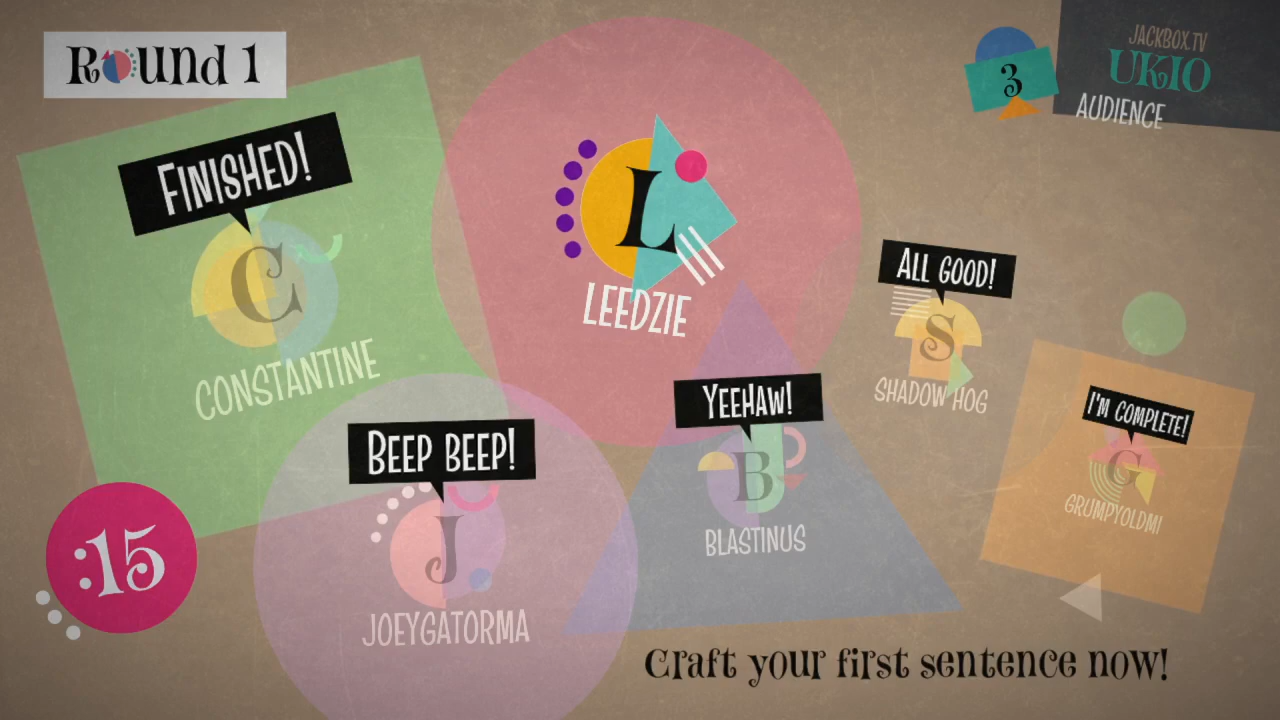 Round 1
3
JACKBOX.TV
UKIO
AUDIENCE
FINISHED!
C
CONSTANTINE
L
LEEDZIE
ALL GOOD!
S
SHADOW HOG
I'M COMPLETE!
G
GRUMPYOLDMI
YEEHAW!
B
BLASTINUS
BEEP BEEP!
J
JOEYGATORMA
:15
Craft your first sentence now!